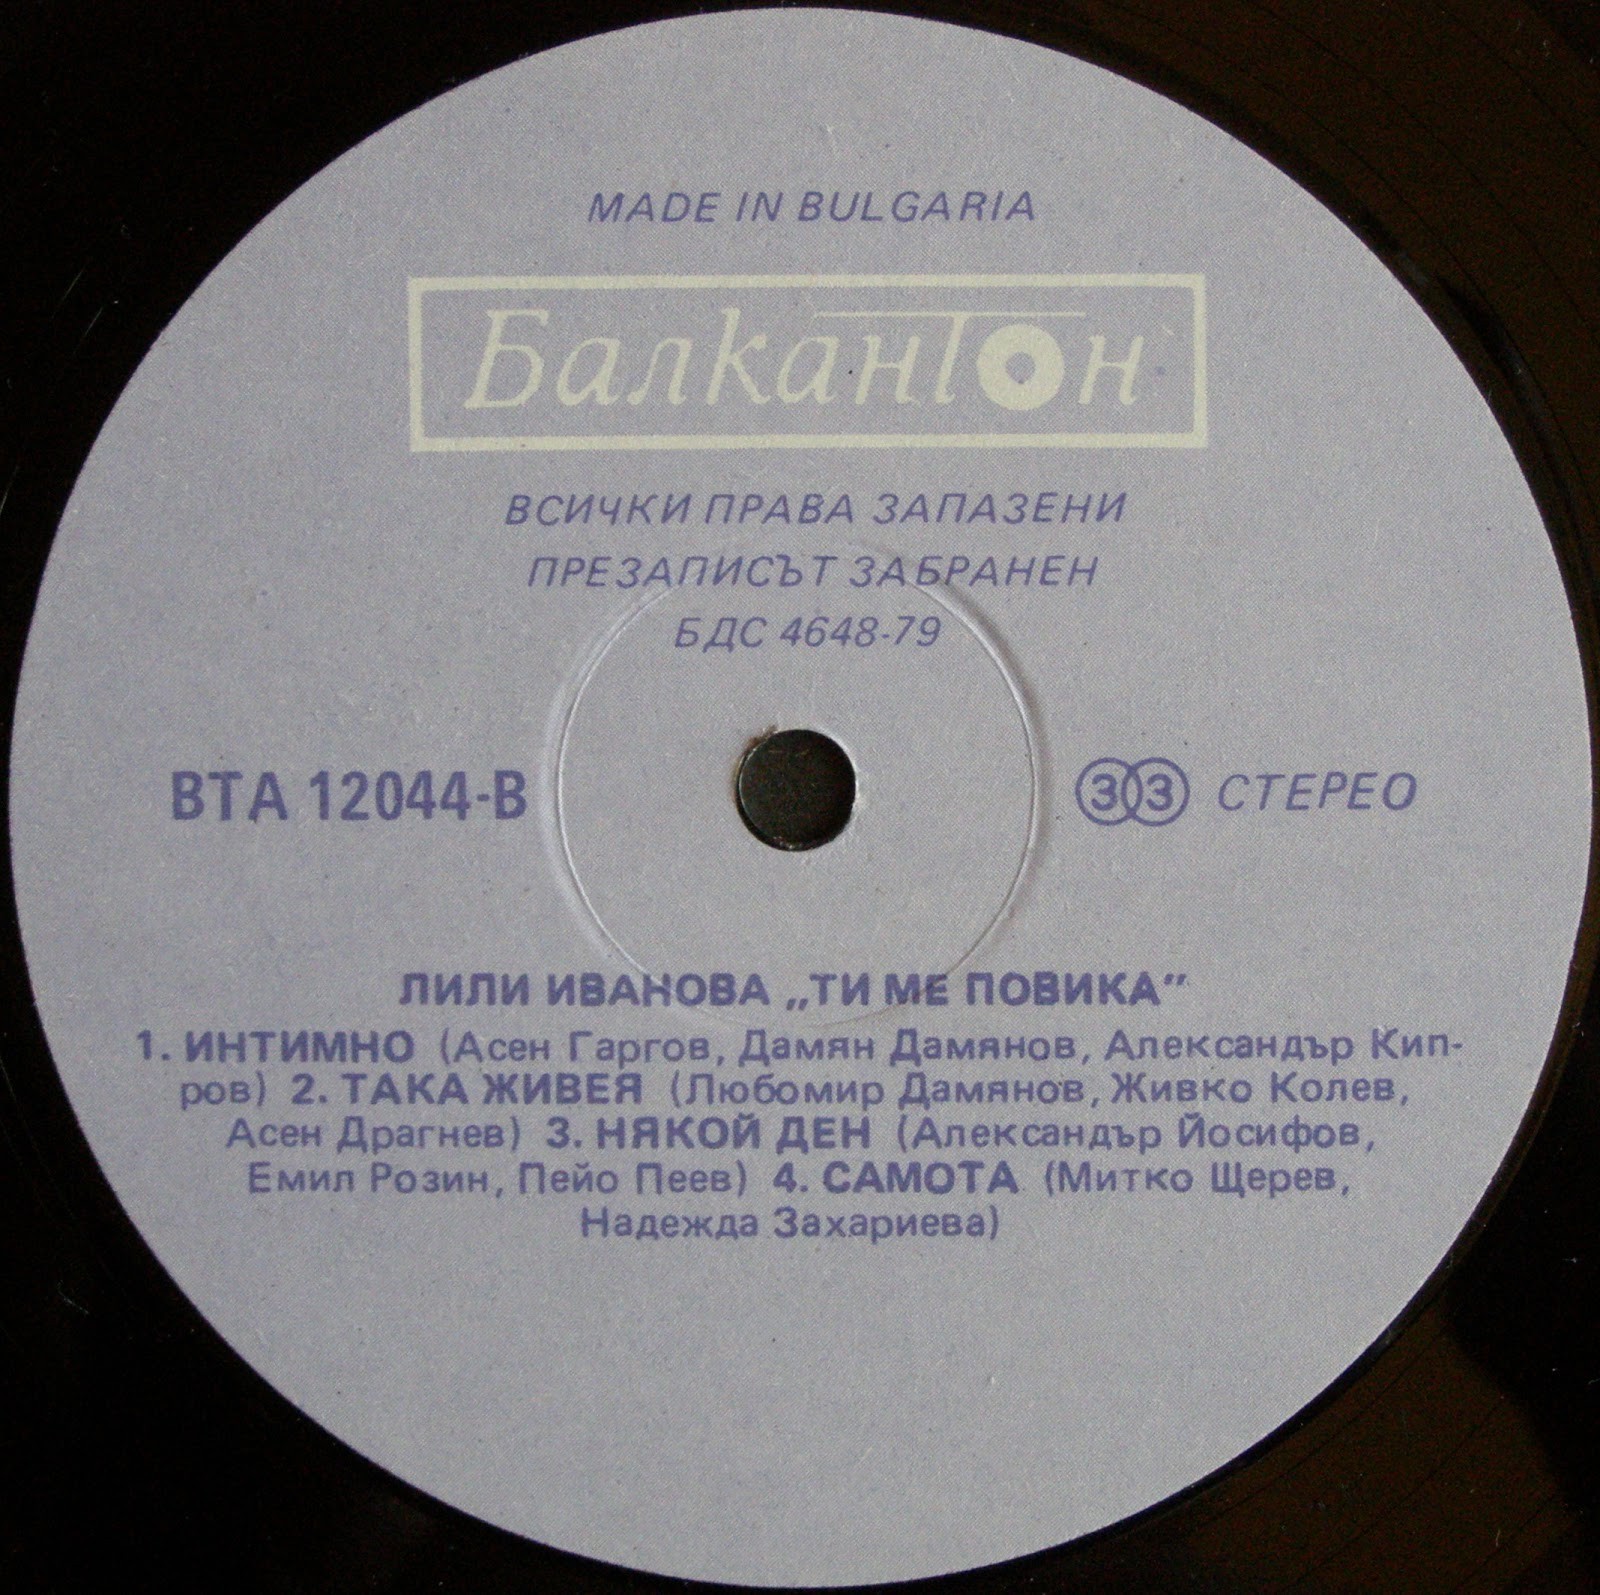 MADE IN BULGARIA
Балкантон
ВСИЧКИ ПРАВА ЗАПАЗЕНИ
ПРЕЗАПИСЪТ ЗАБРАНЕН
БДС 4648-79
ВТА 12044-В
33 СТЕРЕО
ЛИЛИ ИВАНОВА „ТИ МЕ ПОВИКА”
1. ИНТИМНО (Асен Гаргов, Дамян Дамянов, Александър Кип-
ров) 2. ТАКА ЖИВЕЯ (Любомир Дамянов, Живко Колев,
Асен Драгнев) 3. НЯКОЙ ДЕН (Александър Йосифов,
Емил Розин, Пейо Пеев) 4. САМОТА (Митко Щерев,
Надежда Захариева)